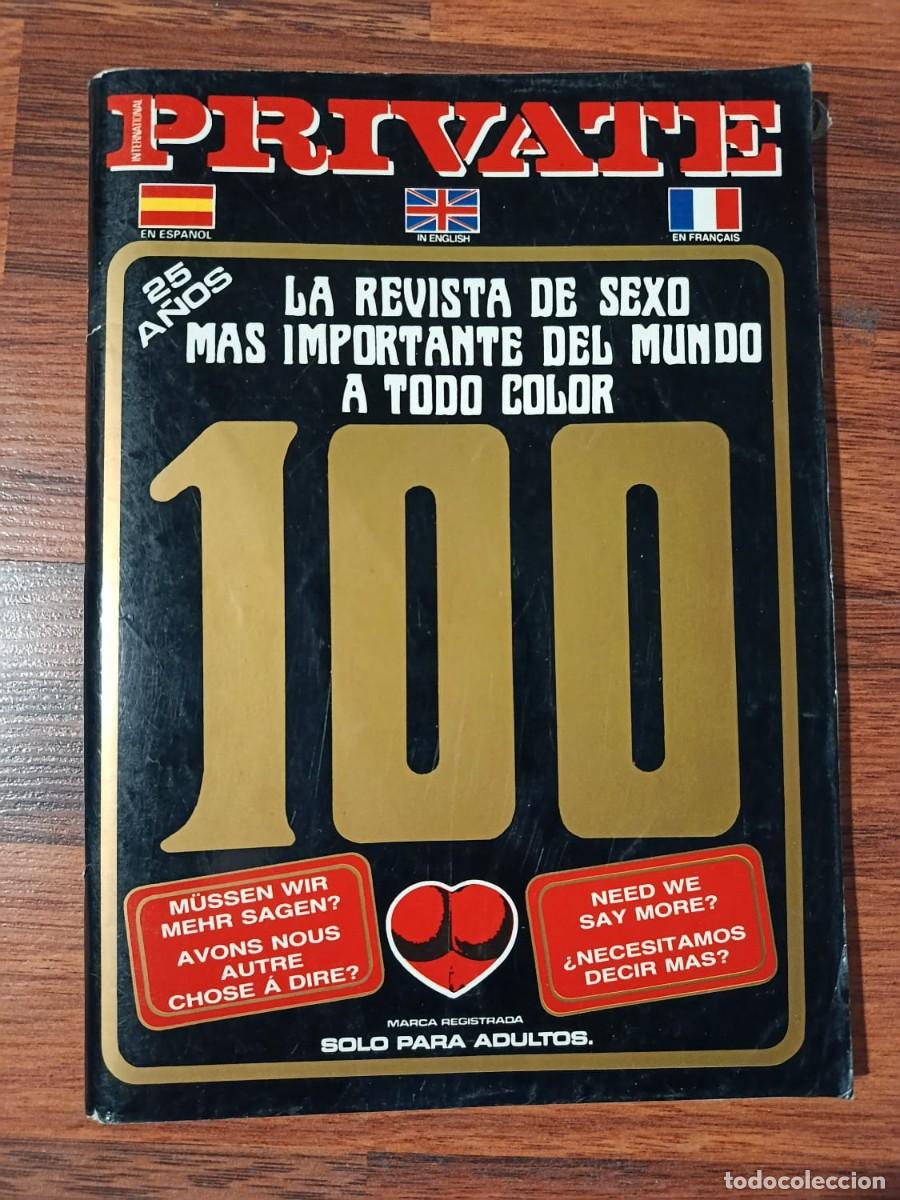 INTERNATIONAL
PRIVATE
EN ESPAÑOL
IN ENGLISH
EN FRANÇAIS
25
AÑOS
LA REVISTA DE SEXO
MAS IMPORTANTE DEL MUNDO
A TODO COLOR
100
MÜSSEN WIR
MEHR SAGEN?
AVONS NOUS
AUTRE
CHOSE Á DIRE?
NEED WE
SAY MORE?
¿NECESITAMOS
DECIR MAS?
MARCA REGISTRADA
SOLO PARA ADULTOS.
todocoleccion